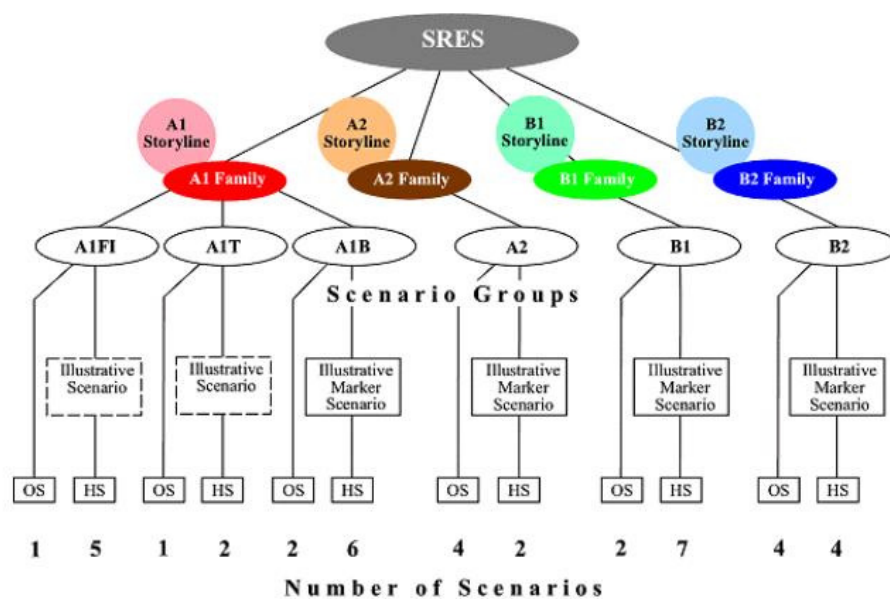 SRES
A1
Storyline
A2
Storyline
B1
Storyline
B2
Storyline
A1 Family
A2 Family
B1 Family
B2 Family
A1FI
A1T
A1B
A2
B1
B2
Scenario Groups
Illustrative
Scenario
Illustrative
Scenario
Illustrative
Marker
Scenario
Illustrative
Marker
Scenario
Illustrative
Marker
Scenario
Illustrative
Marker
Scenario
OS HS OS HS OS HS OS HS OS HS OS HS
1 5 1 2 2 6 4 2 2 7 4 4
Number of Scenarios